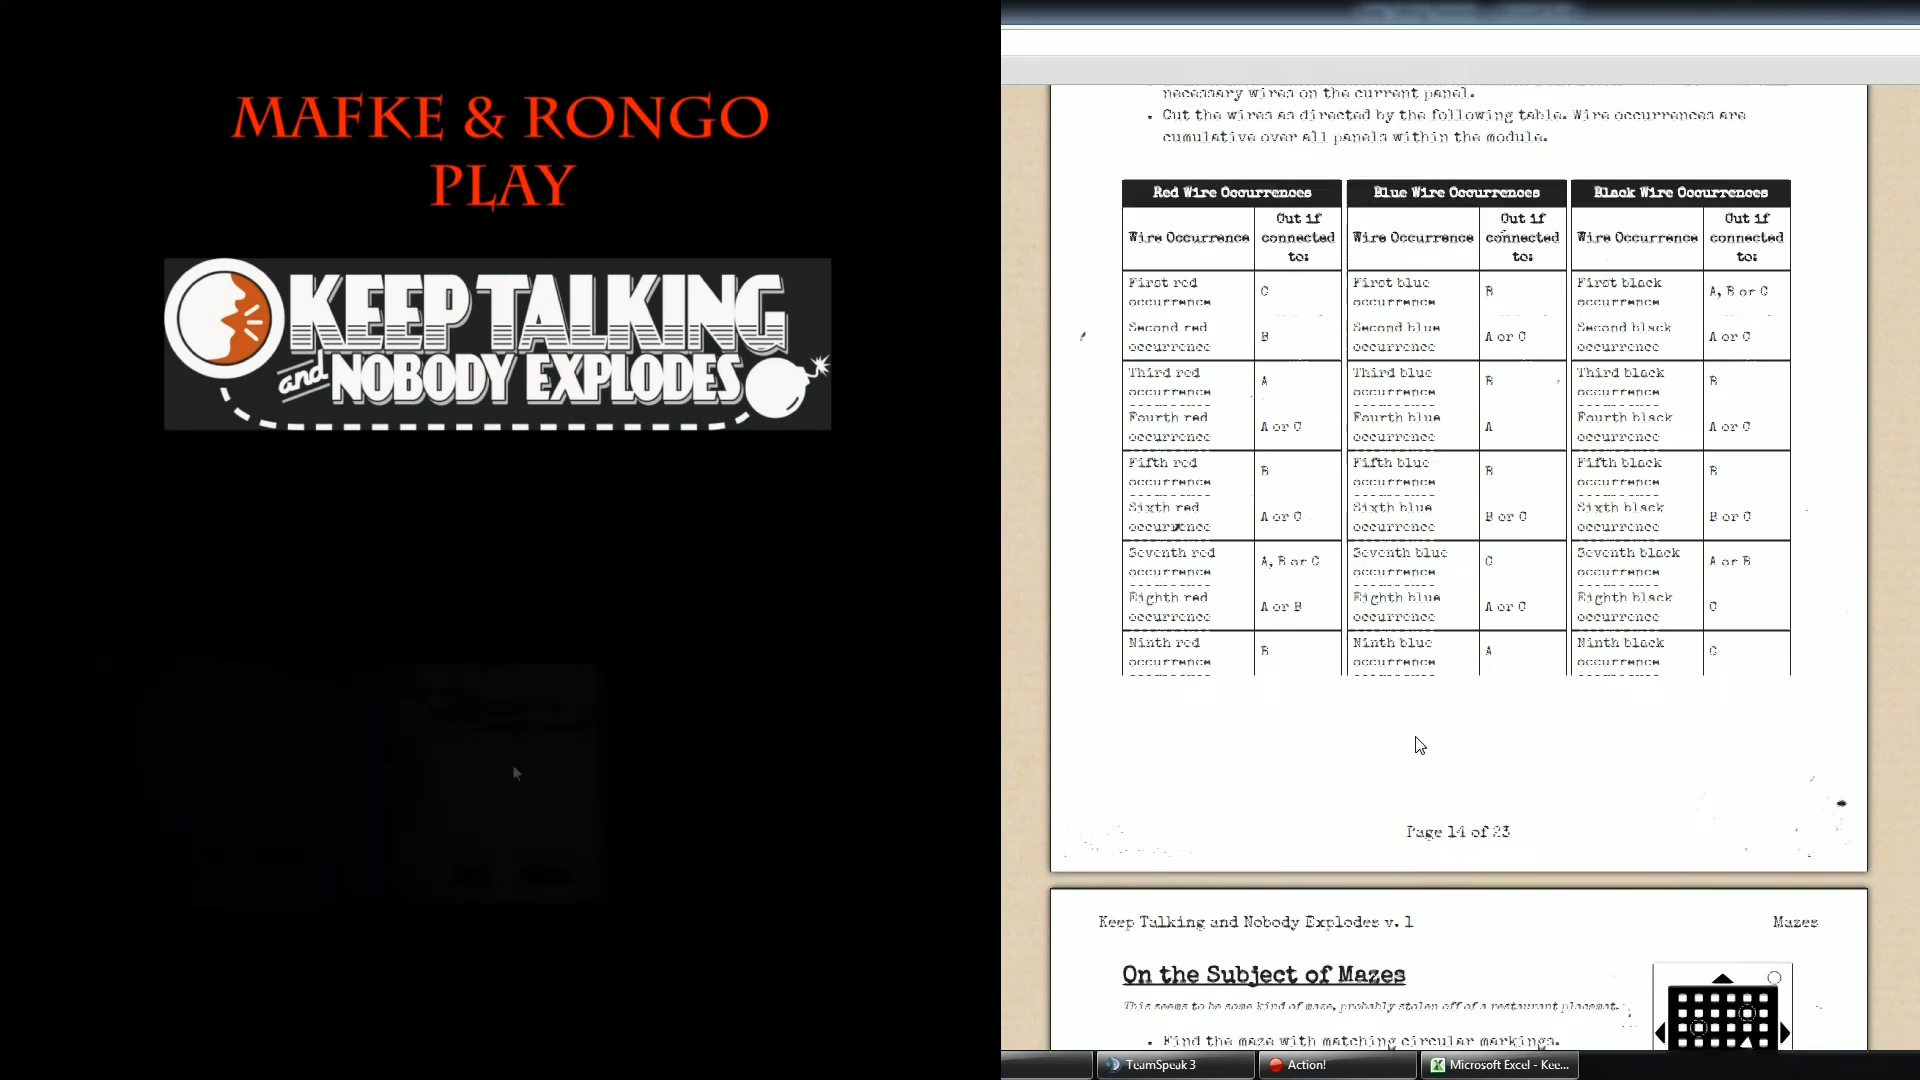 MAFKE & RONGO
PLAY
KEEP TALKING
and NOBODY EXPLODES
necessary wires on the current panel.
• Cut the wires as directed by the following table. Wire occurrences are
cumulative over all panels within the module.
Red Wire Occurrences Blue Wire Occurrences Black Wire Occurrences
Wire Occurrence Cut if connected to: Wire Occurrence Cut if connected to: Wire Occurrence Cut if connected to:
First red occurrence C First blue occurrence B First black occurrence A, B or C
Second red occurrence B Second blue occurrence A or C Second black occurrence A or C
Third red occurrence A Third blue occurrence B Third black occurrence B
Fourth red occurrence A or C Fourth blue occurrence A Fourth black occurrence A or C
Fifth red occurrence B Fifth blue occurrence B Fifth black occurrence B
Sixth red occurrence A or C Sixth blue occurrence B or C Sixth black occurrence B or C
Seventh red occurrence A, B or C Seventh blue occurrence C Seventh black occurrence A or B
Eighth red occurrence A or B Eighth blue occurrence A or C Eighth black occurrence C
Ninth red occurrence B Ninth blue occurrence A Ninth black occurrence C
Page 14 of 23
Keep Talking and Nobody Explodes v. 1 Mazes
On the Subject of Mazes
This seems to be some kind of maze, probably stolen off of a restaurant placemat.
• Find the maze with matching circular markings.
TeamSpeak 3 Action! Microsoft Excel - Kee...